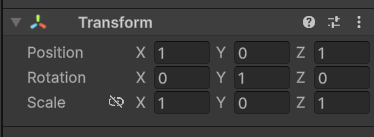 Transform
Position X 1 Y 0 Z 1
Rotation X 0 Y 1 Z 0
Scale X 1 Y 0 Z 1